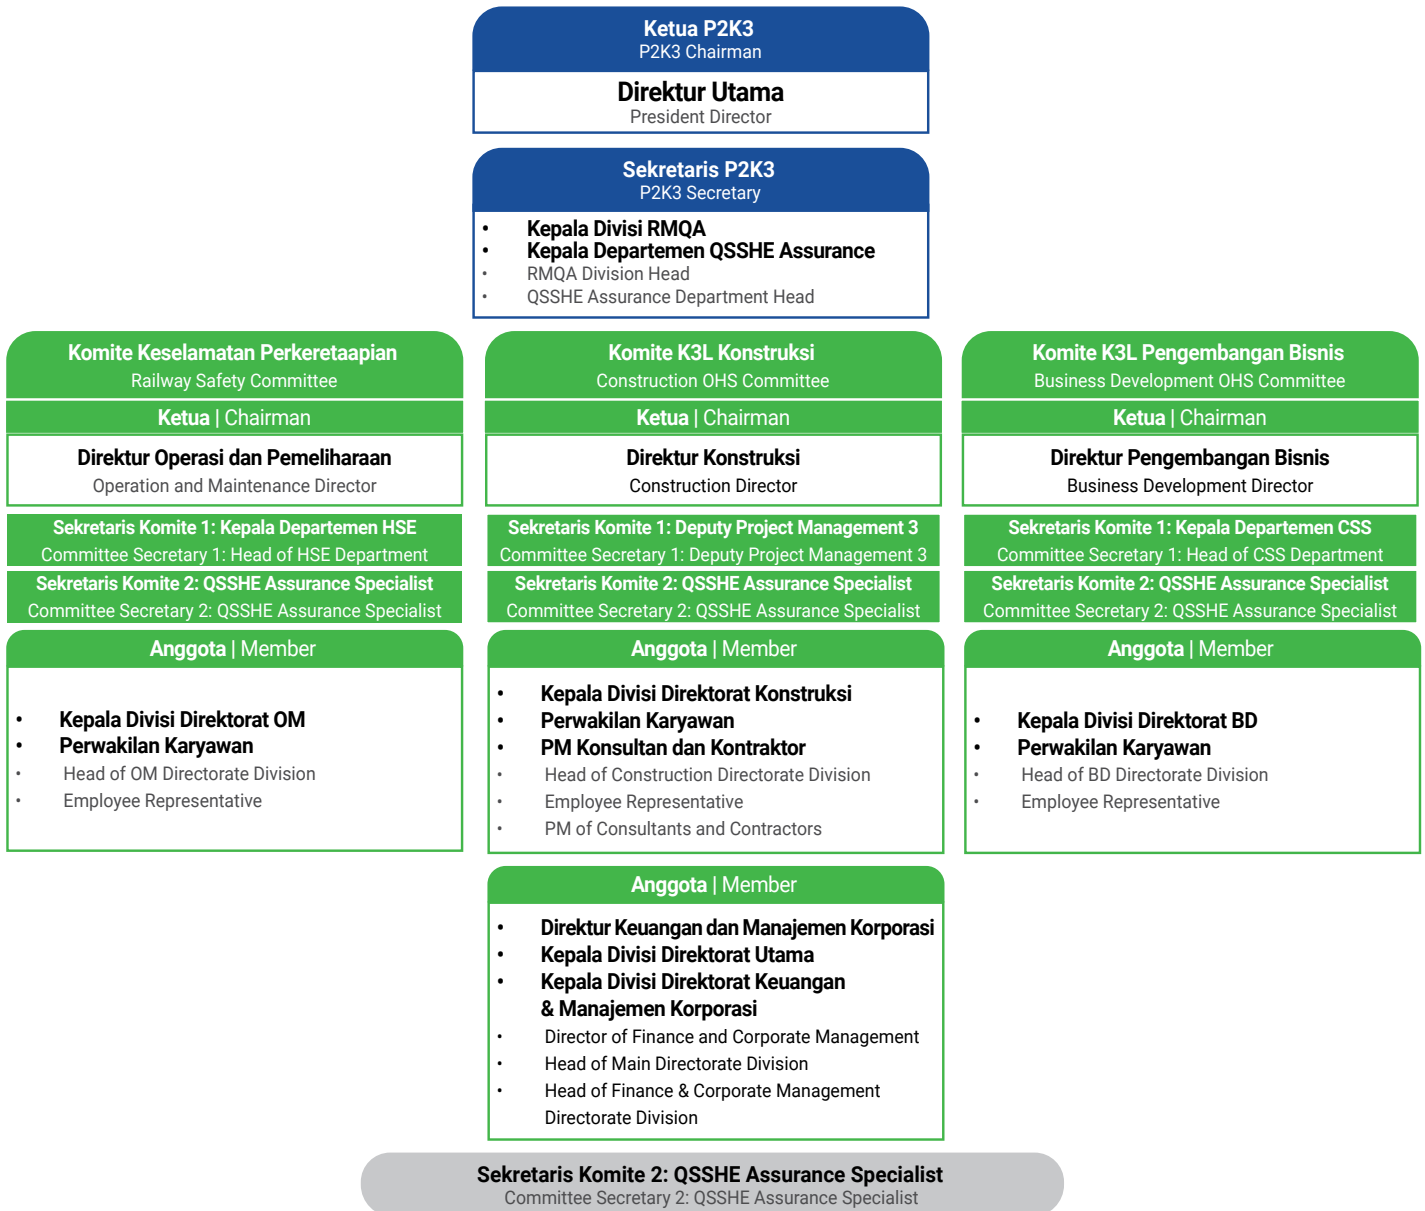 Ketua P2K3
P2K3 Chairman
Direktur Utama
President Director
Sekretaris P2K3
P2K3 Secretary
• Kepala Divisi RMQA
• Kepala Departemen QSSHE Assurance
• RMQA Division Head
• QSSHE Assurance Department Head
Komite Keselamatan Perkeretaapian
Railway Safety Committee
Ketua | Chairman
Direktur Operasi dan Pemeliharaan
Operation and Maintenance Director
Sekretaris Komite 1: Kepala Departemen HSE
Committee Secretary 1: Head of HSE Department
Sekretaris Komite 2: QSSHE Assurance Specialist
Committee Secretary 2: QSSHE Assurance Specialist
Anggota | Member
• Kepala Divisi Direktorat OM
• Perwakilan Karyawan
• Head of OM Directorate Division
• Employee Representative
Komite K3L Konstruksi
Construction OHS Committee
Ketua | Chairman
Direktur Konstruksi
Construction Director
Sekretaris Komite 1: Deputy Project Management 3
Committee Secretary 1: Deputy Project Management 3
Sekretaris Komite 2: QSSHE Assurance Specialist
Committee Secretary 2: QSSHE Assurance Specialist
Anggota | Member
• Kepala Divisi Direktorat Konstruksi
• Perwakilan Karyawan
• PM Konsultan dan Kontraktor
• Head of Construction Directorate Division
• Employee Representative
• PM of Consultants and Contractors
Komite K3L Pengembangan Bisnis
Business Development OHS Committee
Ketua | Chairman
Direktur Pengembangan Bisnis
Business Development Director
Sekretaris Komite 1: Kepala Departemen CSS
Committee Secretary 1: Head of CSS Department
Sekretaris Komite 2: QSSHE Assurance Specialist
Committee Secretary 2: QSSHE Assurance Specialist
Anggota | Member
• Kepala Divisi Direktorat BD
• Perwakilan Karyawan
• Head of BD Directorate Division
• Employee Representative
Anggota | Member
• Direktur Keuangan dan Manajemen Korporasi
• Kepala Divisi Direktorat Utama
• Kepala Divisi Direktorat Keuangan
& Manajemen Korporasi
• Director of Finance and Corporate Management
• Head of Main Directorate Division
• Head of Finance & Corporate Management
Directorate Division
Sekretaris Komite 2: QSSHE Assurance Specialist
Committee Secretary 2: QSSHE Assurance Specialist